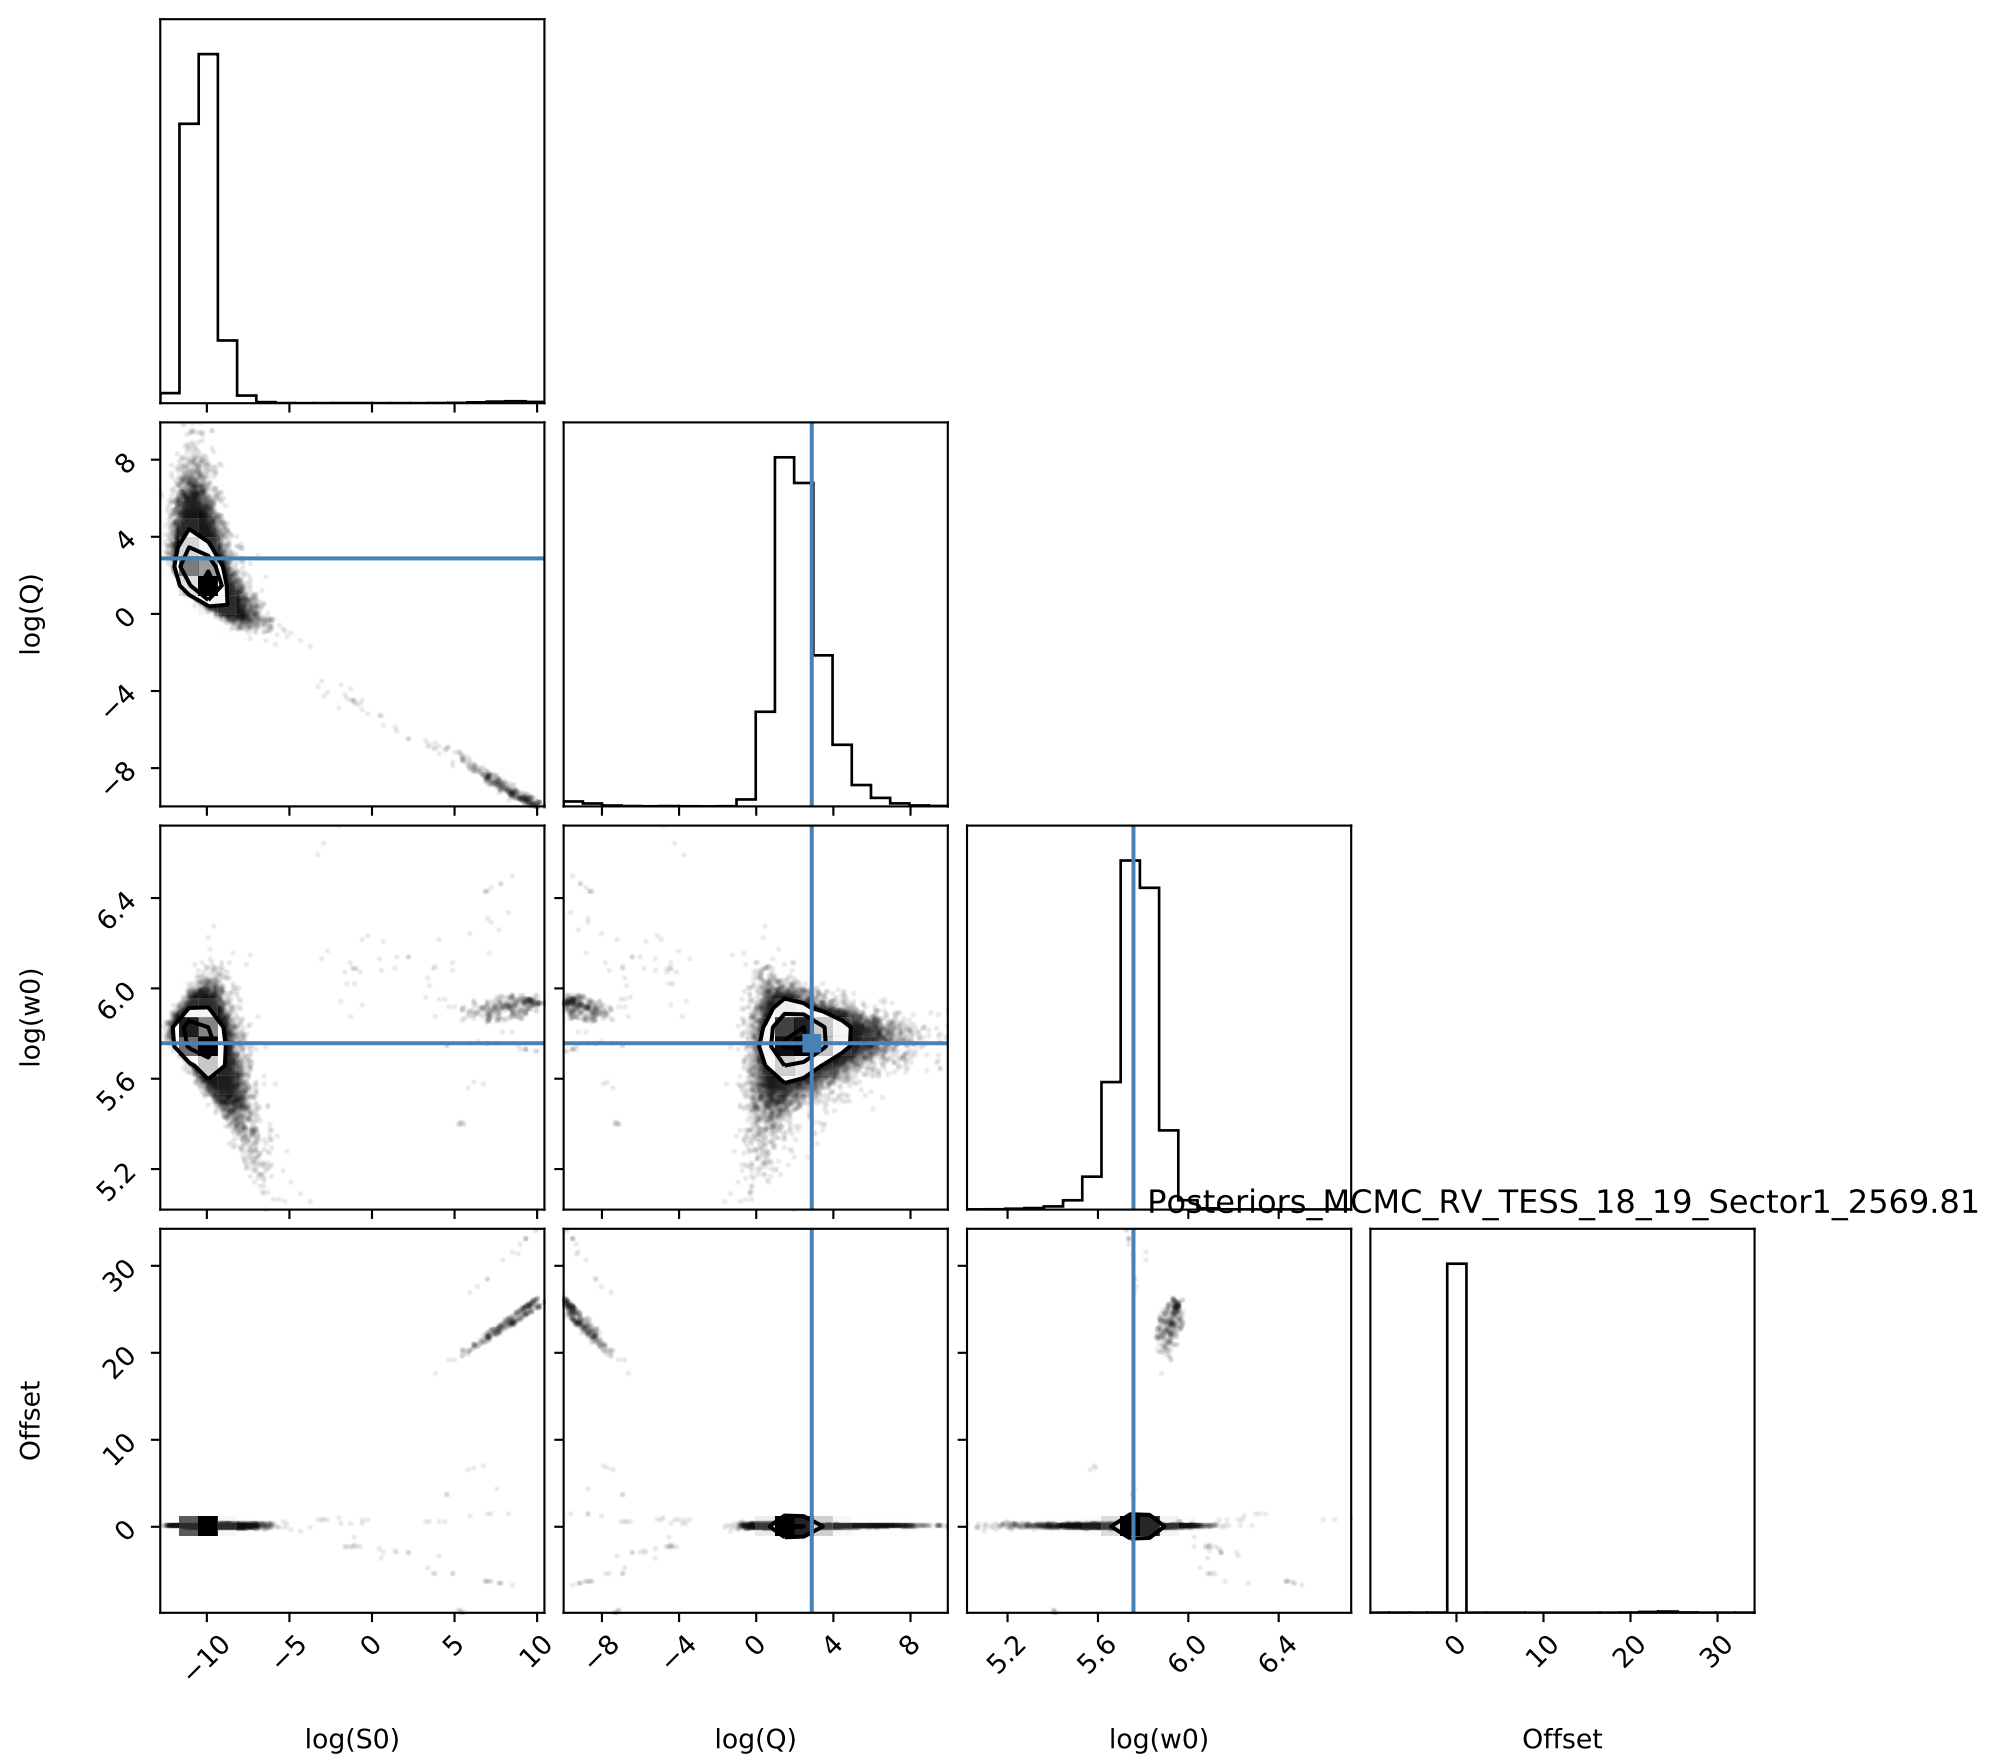 8
4
0
−4
−8
log(Q)
6.4
6.0
5.6
5.2
log(w0)
Posteriors_MCMC_RV_TESS_18_19_Sector1_2569.81
30
20
10
0
Offset
−10 −5 0 5 10 −8 −4 0 4 8 5.2 5.6 6.0 6.4 0 10 20 30
log(S0) log(Q) log(w0) Offset